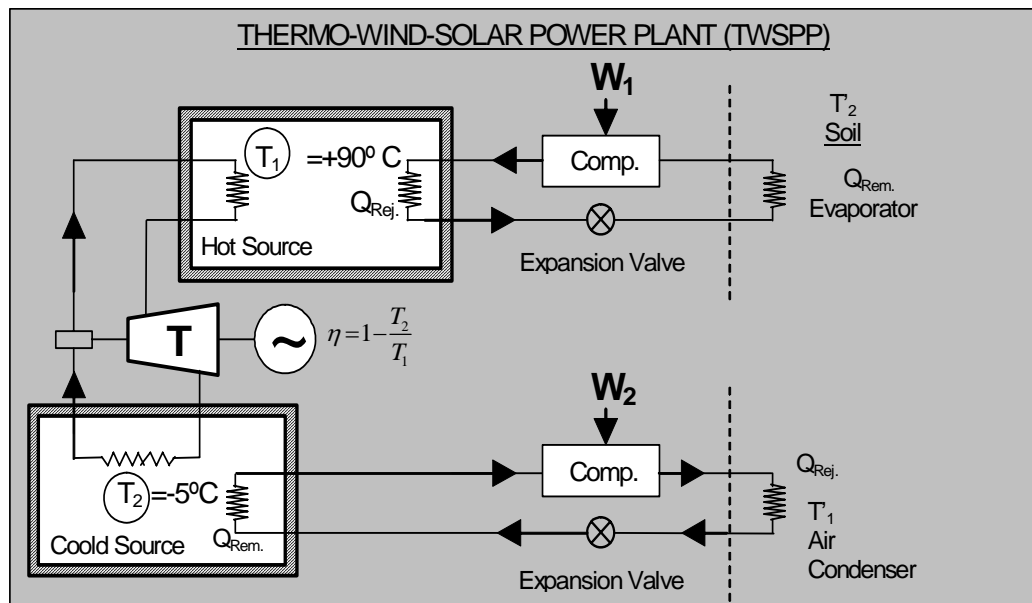 THERMO-WIND-SOLAR POWER PLANT (TWSPP)
W1
T'2
Soil
T1 =+90º C
Comp.
QRej.
QRem.
Evaporator
Hot Source
Expansion Valve
T
~
η = 1 - T2/T1
W2
T2 =-5ºC
Comp.
QRej.
Coold Source
QRem.
T'1
Air
Condenser
Expansion Valve